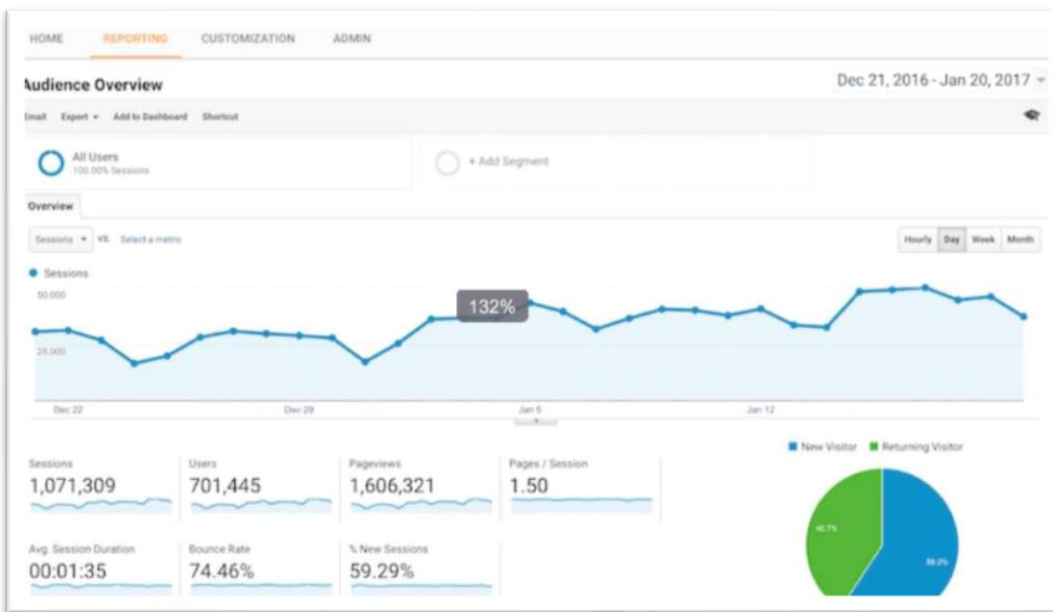 HOME REPORTING CUSTOMIZATION ADMIN
Audience Overview
Dec 21, 2016 - Jan 20, 2017
Email Export Add to Dashboard Shortcut
All Users
100.00% Sessions
+ Add Segment
Overview
Sessions VS. Select a metric
Hourly Day Week Month
Sessions
50,000
132%
25,000
Dec 22 Dec 29 Jan 5 Jan 12
New Visitor Returning Visitor
Sessions Users Pageviews Pages / Session
1,071,309 701,445 1,606,321 1.50
40.7%
59.3%
Avg. Session Duration Bounce Rate % New Sessions
00:01:35 74.46% 59.29%